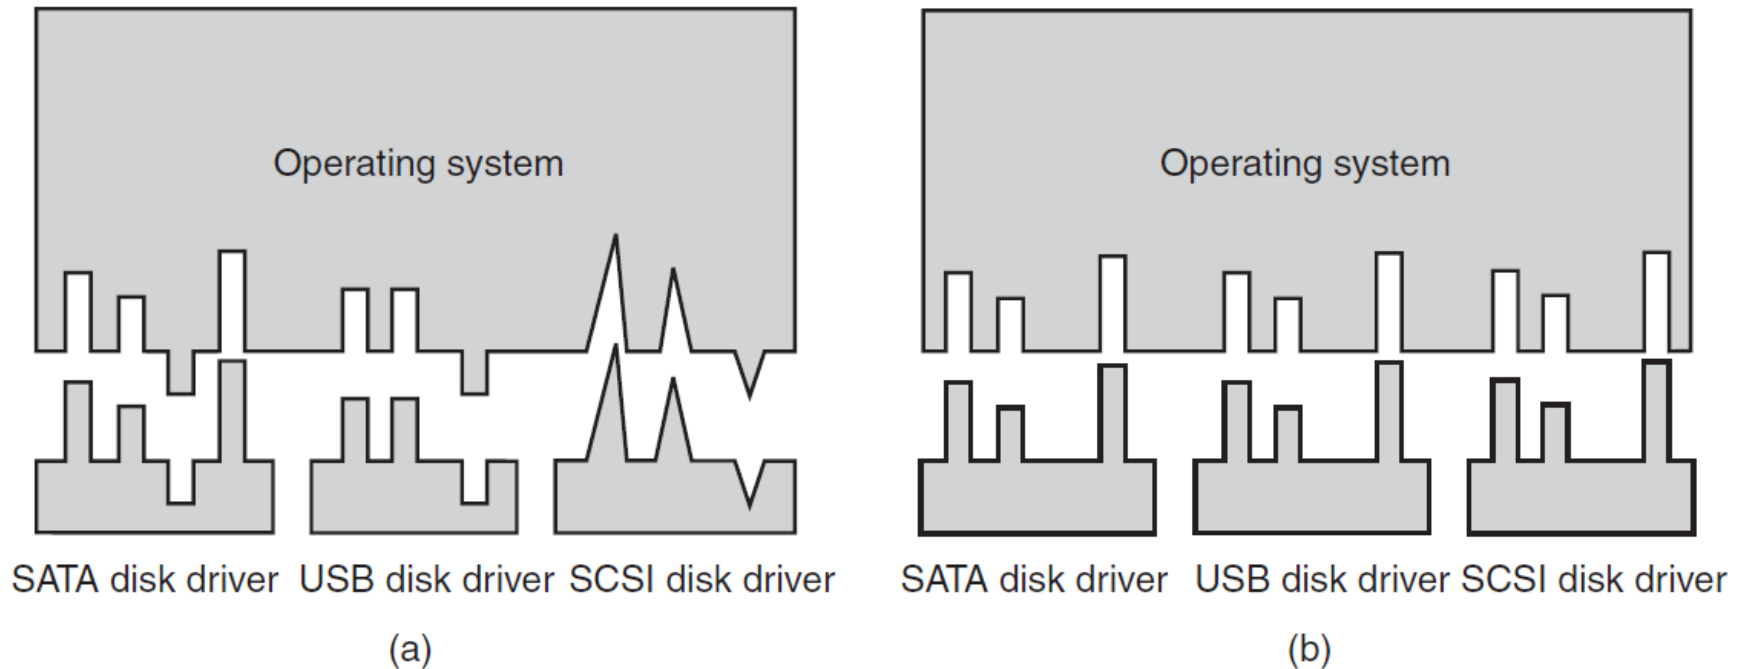 Operating system
SATA disk driver
USB disk driver
SCSI disk driver
(a)
Operating system
SATA disk driver
USB disk driver
SCSI disk driver
(b)